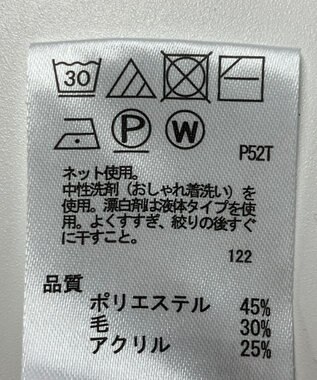 30
P W
P52T
ネット使用。
中性洗剤（おしゃれ着洗い）を
使用。漂白剤は液体タイプを使
用。よくすすぎ、絞りの後すぐ
に干すこと。
122
品質
ポリエステル 45%
毛 30%
アクリル 25%